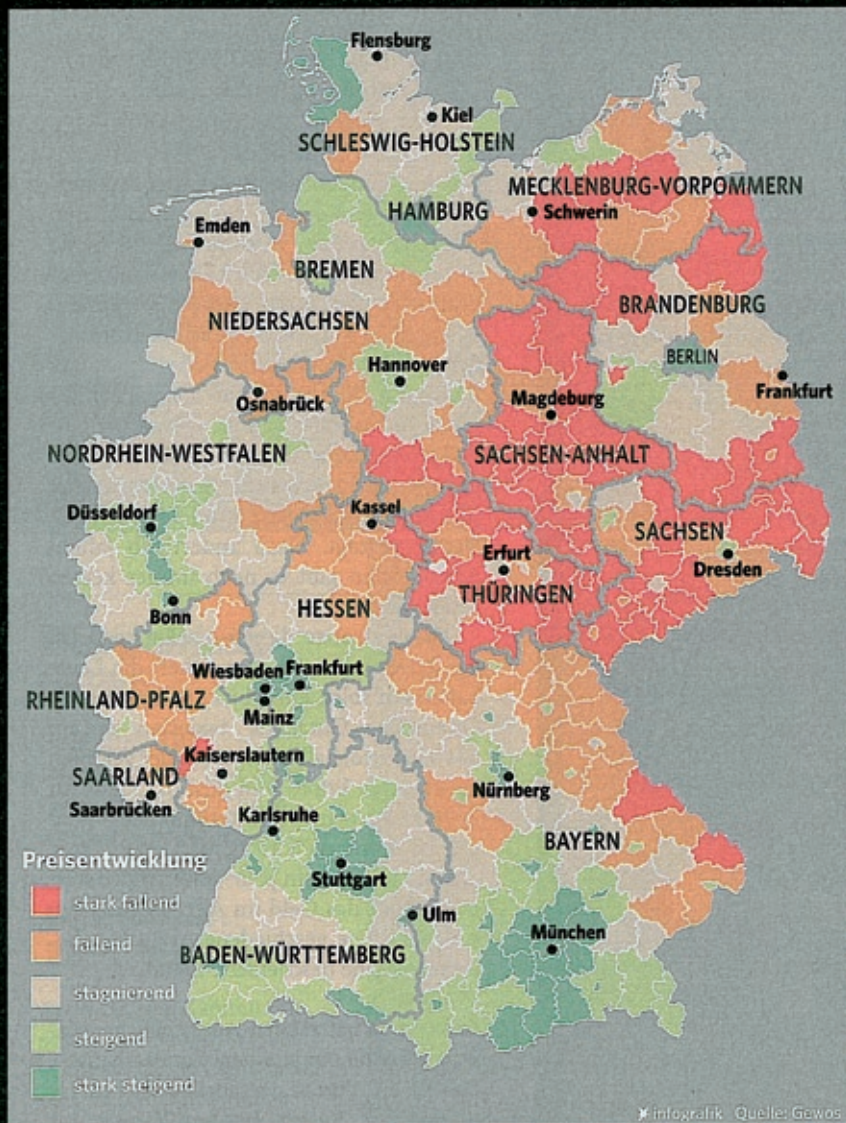 Flensburg
Kiel
SCHLESWIG-HOLSTEIN
MECKLENBURG-VORPOMMERN
HAMBURG
Schwerin
Emden
BREMEN
BRANDENBURG
NIEDERSACHSEN
BERLIN
Hannover
Frankfurt
Osnabrück
Magdeburg
NORDRHEIN-WESTFALEN
SACHSEN-ANHALT
Düsseldorf
Kassel
SACHSEN
Erfurt
Dresden
THÜRINGEN
HESSEN
Bonn
Wiesbaden
Frankfurt
RHEINLAND-PFALZ
Mainz
Kaiserslautern
SAARLAND
Nürnberg
Saarbrücken
Karlsruhe
BAYERN
Stuttgart
Ulm
München
BADEN-WÜRTTEMBERG
Preisentwicklung
stark fallend
fallend
stagnierend
steigend
stark steigend
infografik Quelle: Gewos